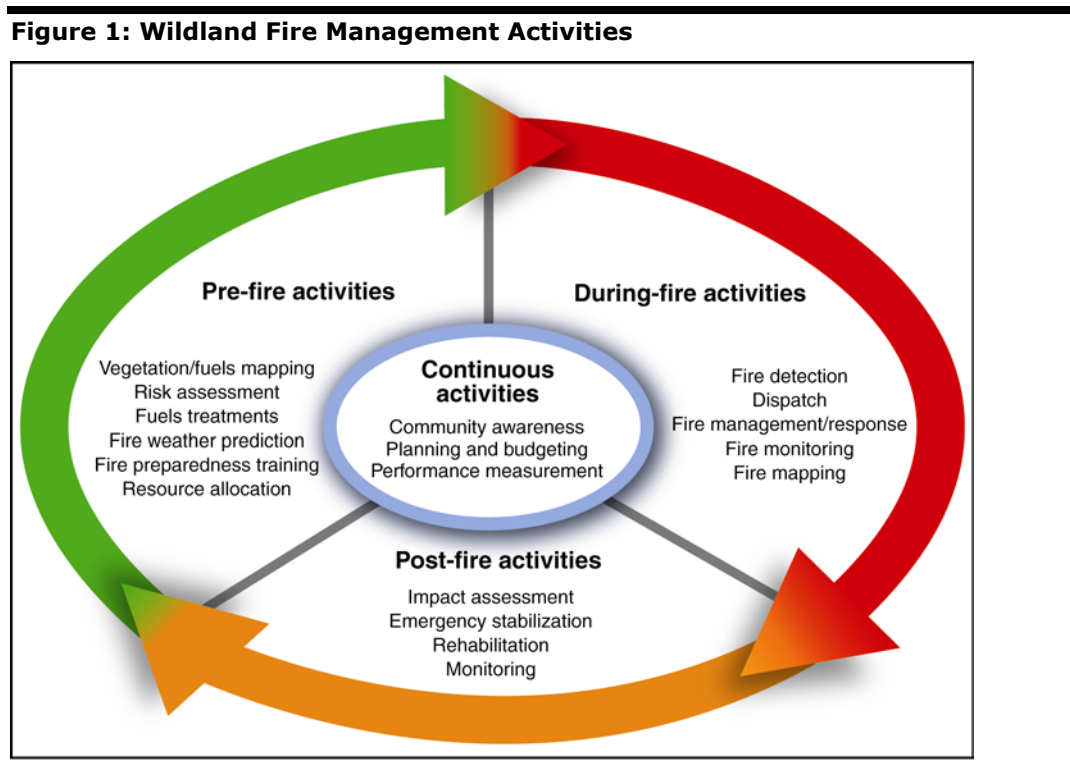 Figure 1: Wildland Fire Management Activities
Pre-fire activities
Vegetation/fuels mapping
Risk assessment
Fuels treatments
Fire weather prediction
Fire preparedness training
Resource allocation
During-fire activities
Fire detection
Dispatch
Fire management/response
Fire monitoring
Fire mapping
Continuous
activities
Community awareness
Planning and budgeting
Performance measurement
Post-fire activities
Impact assessment
Emergency stabilization
Rehabilitation
Monitoring